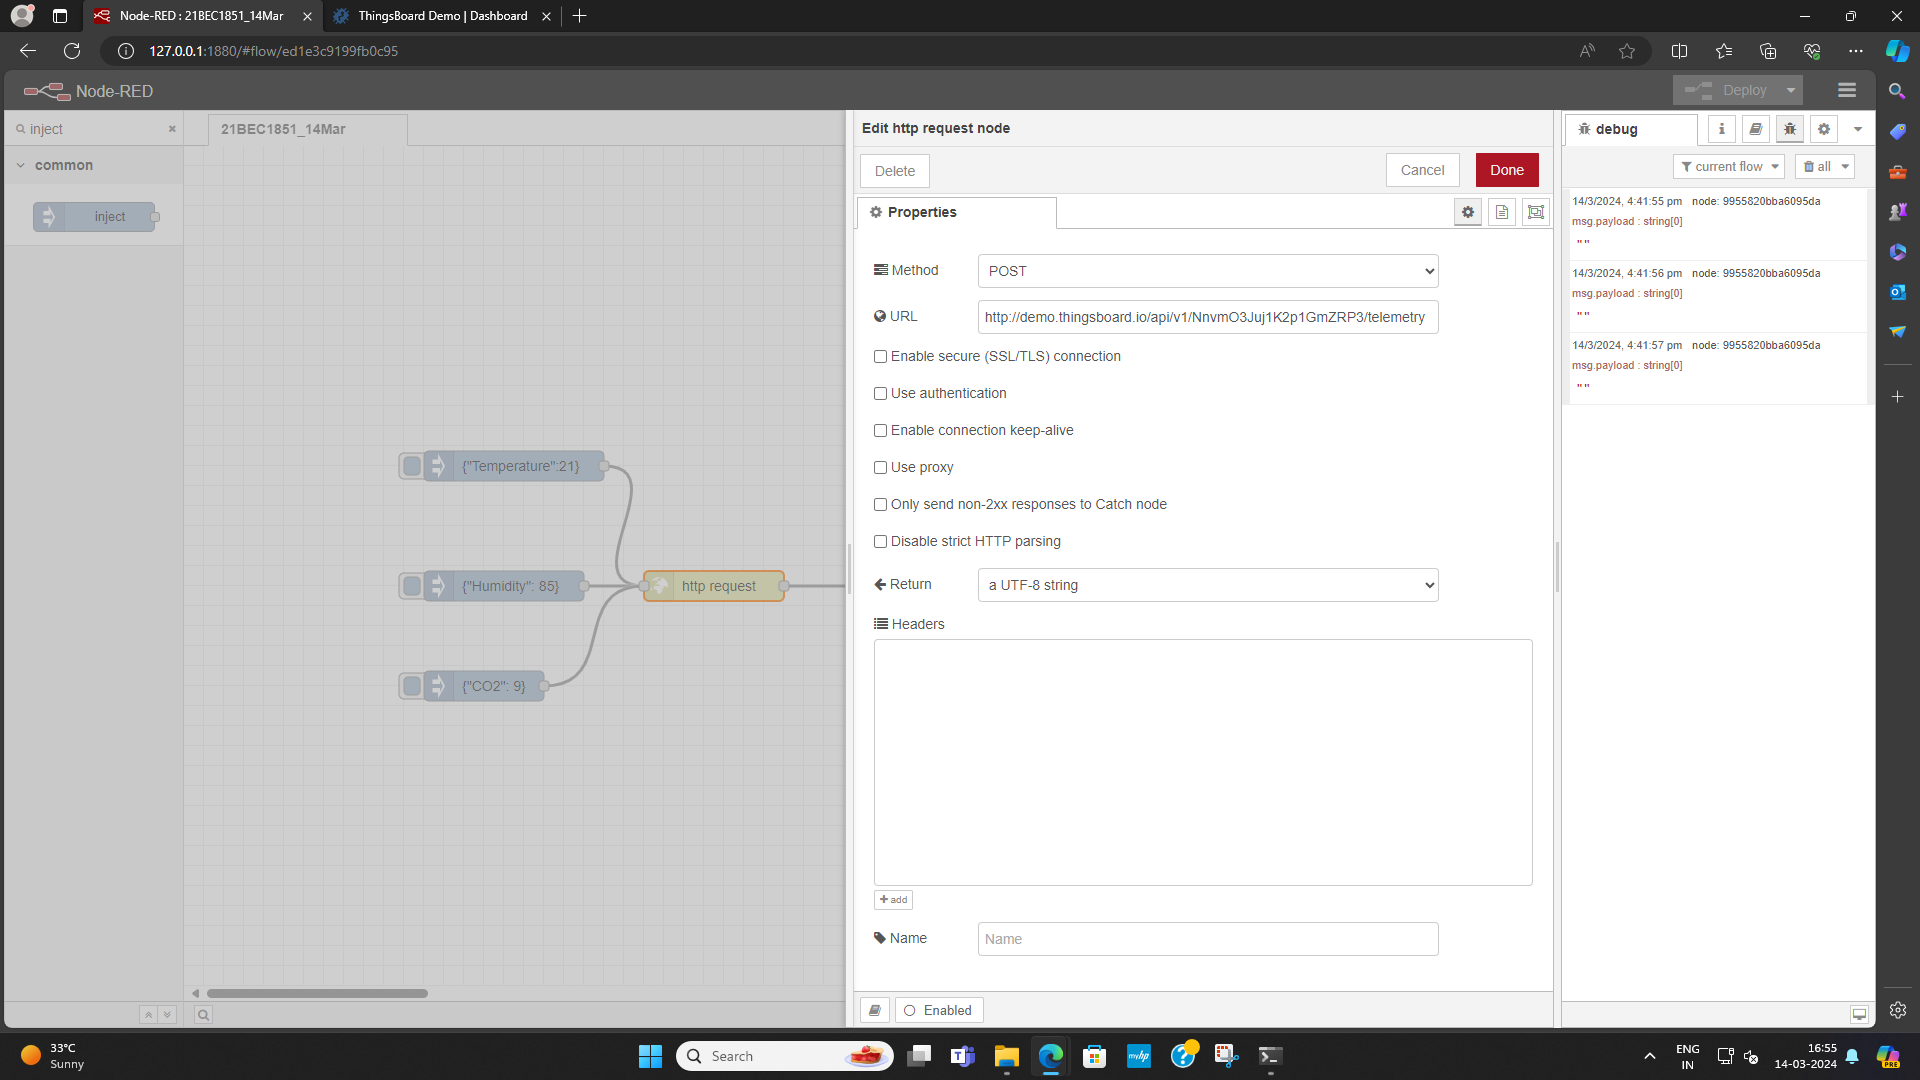 Node-RED : 21BEC1851_14Mar
ThingsBoard Demo | Dashboard
127.0.0.1:1880/#flow/ed1e3c9199fb0c95
Node-RED
Deploy
inject
21BEC1851_14Mar
Edit http request node
debug
common
Delete
Cancel
Done
current flow
all
inject
Properties
14/3/2024, 4:41:55 pm node: 9955820bba6095da
msg.payload : string[0]
""
14/3/2024, 4:41:56 pm node: 9955820bba6095da
msg.payload : string[0]
""
14/3/2024, 4:41:57 pm node: 9955820bba6095da
msg.payload : string[0]
""
Method
POST
URL
http://demo.thingsboard.io/api/v1/NnvmO3Juj1K2p1GmZRP3/telemetry
Enable secure (SSL/TLS) connection
Use authentication
Enable connection keep-alive
Use proxy
Only send non-2xx responses to Catch node
Disable strict HTTP parsing
Return
a UTF-8 string
Headers
add
Name
Name
Enabled
{"Temperature":21}
{"Humidity": 85}
http request
{"CO2": 9}
33°C
Sunny
Search
myhp
ENG
IN
16:55
14-03-2024
PRE